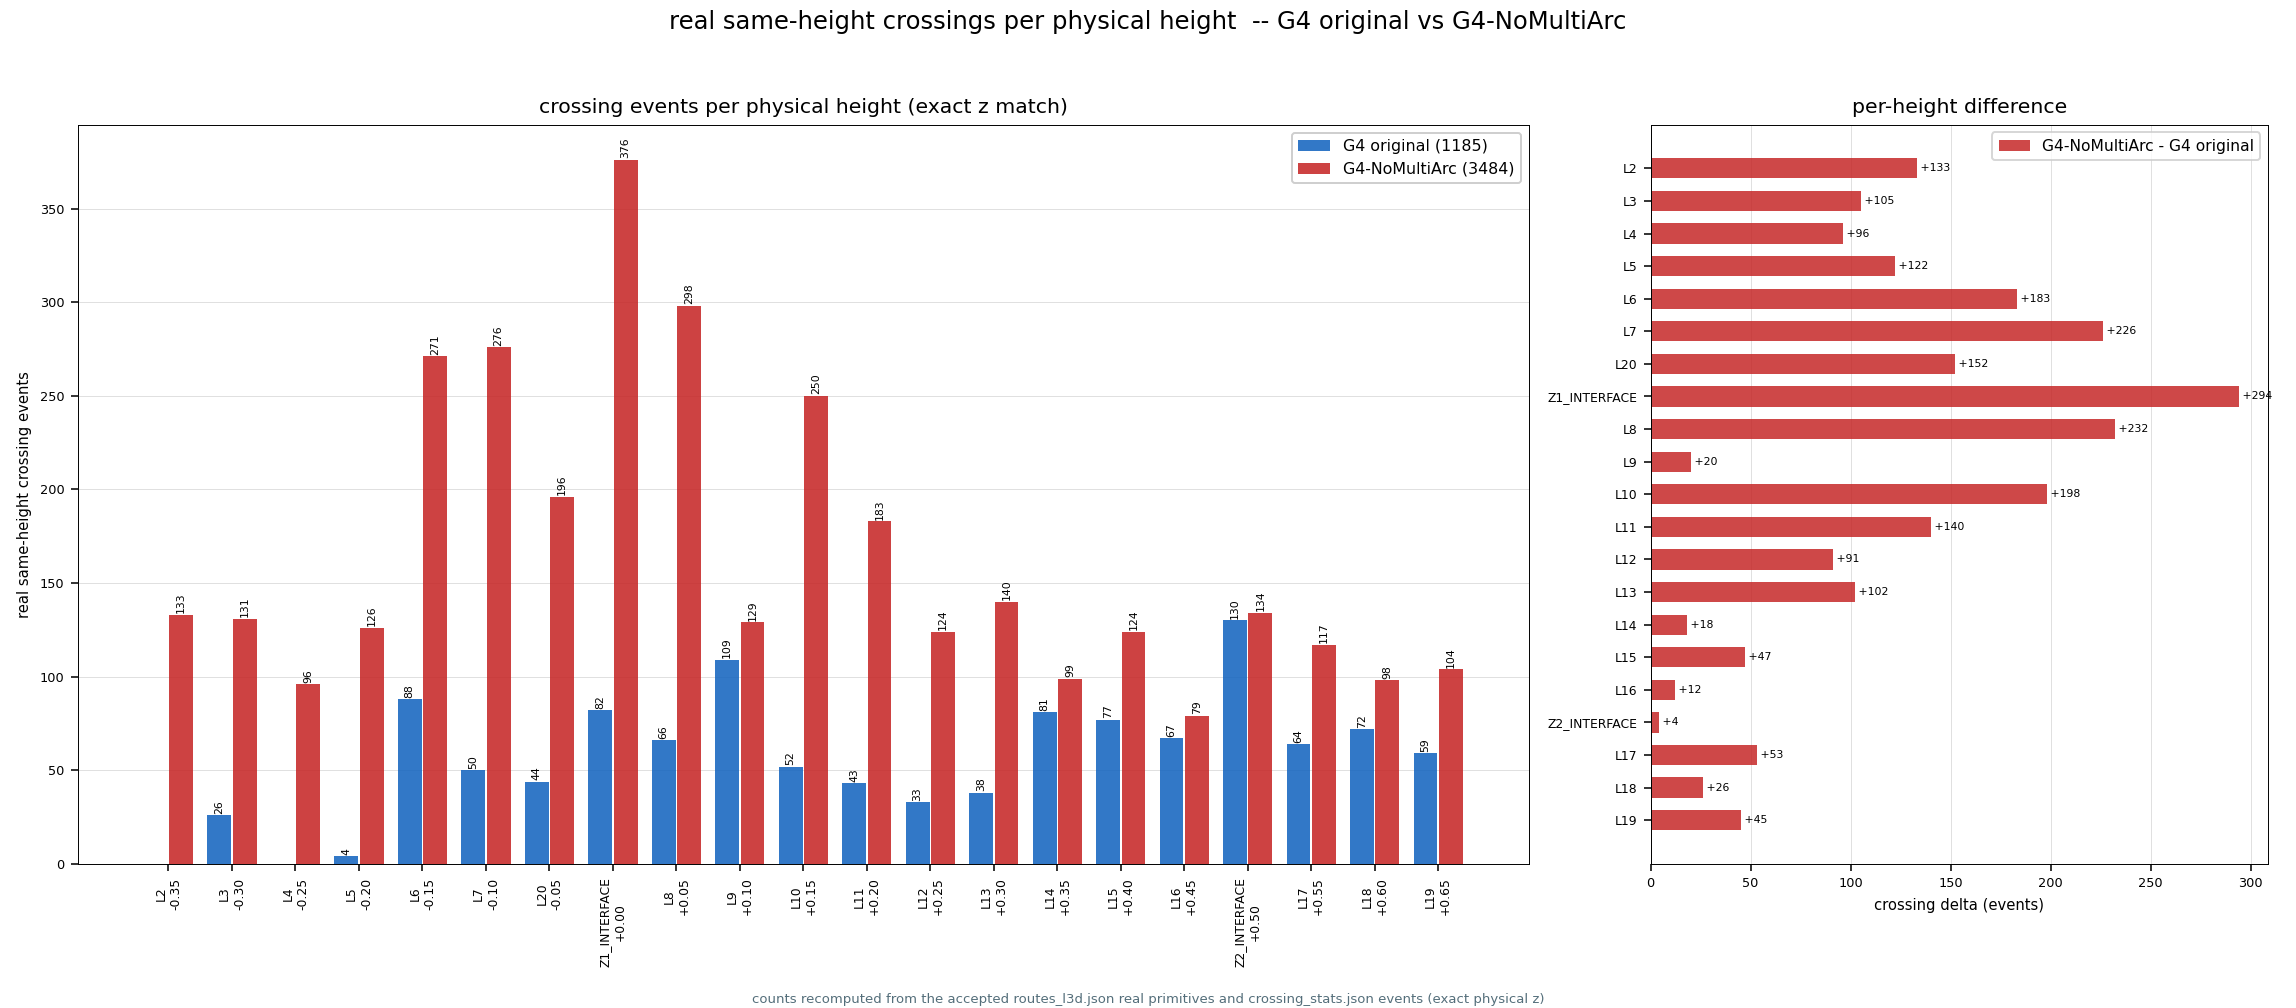 real same-height crossings per physical height -- G4 original vs G4-NoMultiArc
crossing events per physical height (exact z match)
real same-height crossing events
0
50
100
150
200
250
300
350
G4 original (1185)
G4-NoMultiArc (3484)
133
26
131
96
4
126
88
271
50
276
44
196
82
376
66
298
109
129
52
250
43
183
33
124
38
140
81
99
77
124
67
79
130
134
64
117
72
98
59
104
L2
-0.35
L3
-0.30
L4
-0.25
L5
-0.20
L6
-0.15
L7
-0.10
L20
-0.05
Z1_INTERFACE
+0.00
L8
+0.05
L9
+0.10
L10
+0.15
L11
+0.20
L12
+0.25
L13
+0.30
L14
+0.35
L15
+0.40
L16
+0.45
Z2_INTERFACE
+0.50
L17
+0.55
L18
+0.60
L19
+0.65
per-height difference
G4-NoMultiArc - G4 original
L2 +133
L3 +105
L4 +96
L5 +122
L6 +183
L7 +226
L20 +152
Z1_INTERFACE +294
L8 +232
L9 +20
L10 +198
L11 +140
L12 +91
L13 +102
L14 +18
L15 +47
L16 +12
Z2_INTERFACE +4
L17 +53
L18 +26
L19 +45
0 50 100 150 200 250 300
crossing delta (events)
counts recomputed from the accepted routes_l3d.json real primitives and crossing_stats.json events (exact physical z)